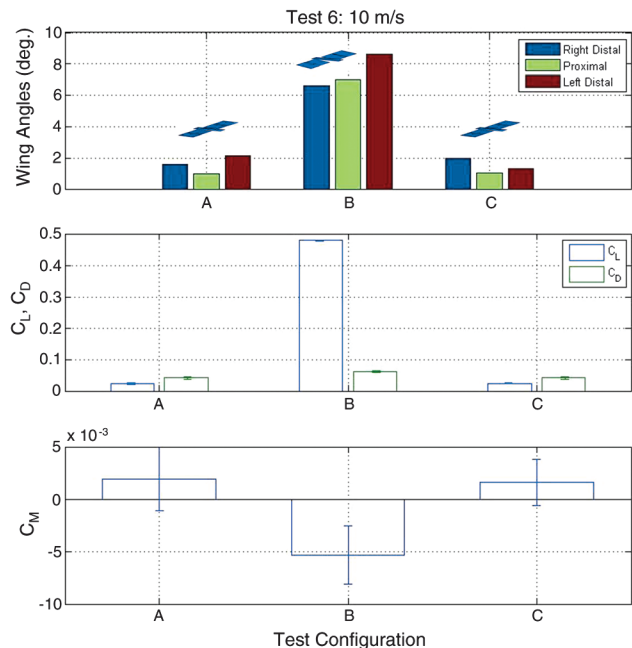 Test 6: 10 m/s
Wing Angles (deg.)
10
8
6
4
2
0
Right Distal
Proximal
Left Distal
A B C
C_L, C_D
0.5
0.4
0.3
0.2
0.1
0
C_L
C_D
A B C
x 10^-3
C_M
5
0
-5
-10
A B C
Test Configuration